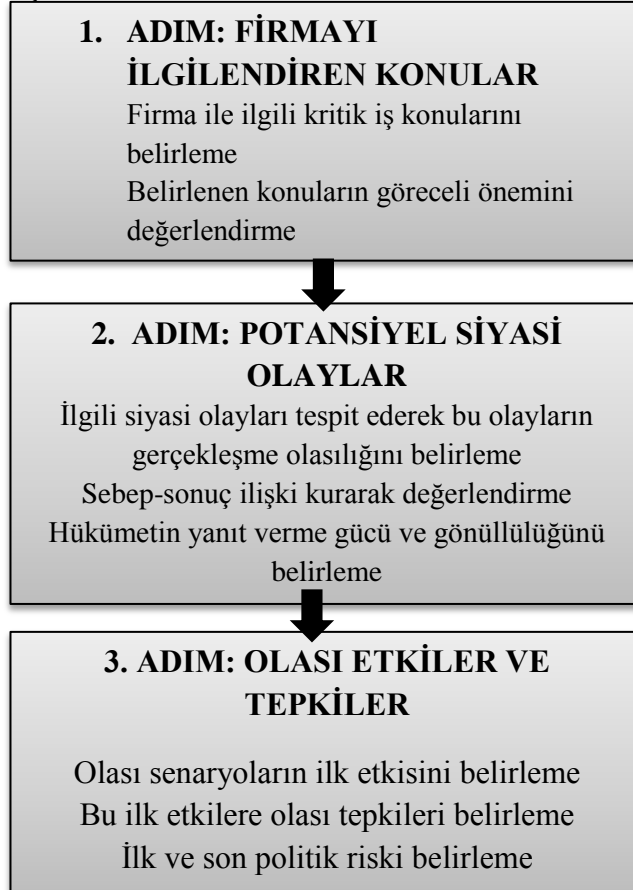 1. ADIM: FİRMAYI
İLGİLENDİREN KONULAR
Firma ile ilgili kritik iş konularını
belirleme
Belirlenen konuların göreceli önemini
değerlendirme
2. ADIM: POTANSİYEL SİYASİ
OLAYLAR
İlgili siyasi olayları tespit ederek bu olayların
gerçekleşme olasılığını belirleme
Sebep-sonuç ilişki kurarak değerlendirme
Hükümetin yanıt verme gücü ve gönüllülüğünü
belirleme
3. ADIM: OLASI ETKİLER VE
TEPKİLER
Olası senaryoların ilk etkisini belirleme
Bu ilk etkilere olası tepkileri belirleme
İlk ve son politik riski belirleme